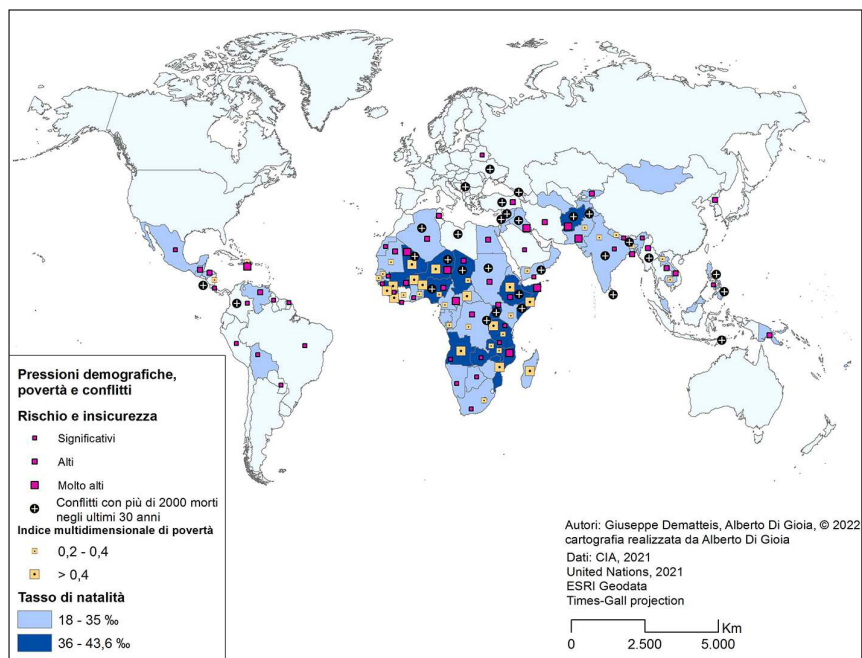 Pressioni demografiche,
povertà e conflitti
Rischio e insicurezza
Significativi
Alti
Molto alti
Conflitti con più di 2000 morti
negli ultimi 30 anni
Indice multidimensionale di povertà
0,2 - 0,4
> 0,4
Tasso di natalità
18 - 35 ‰
36 - 43,6 ‰
Autori: Giuseppe Dematteis, Alberto Di Gioia, © 2022
cartografia realizzata da Alberto Di Gioia
Dati: CIA, 2021
United Nations, 2021
ESRI Geodata
Times-Gall projection
Km
0 2.500 5.000